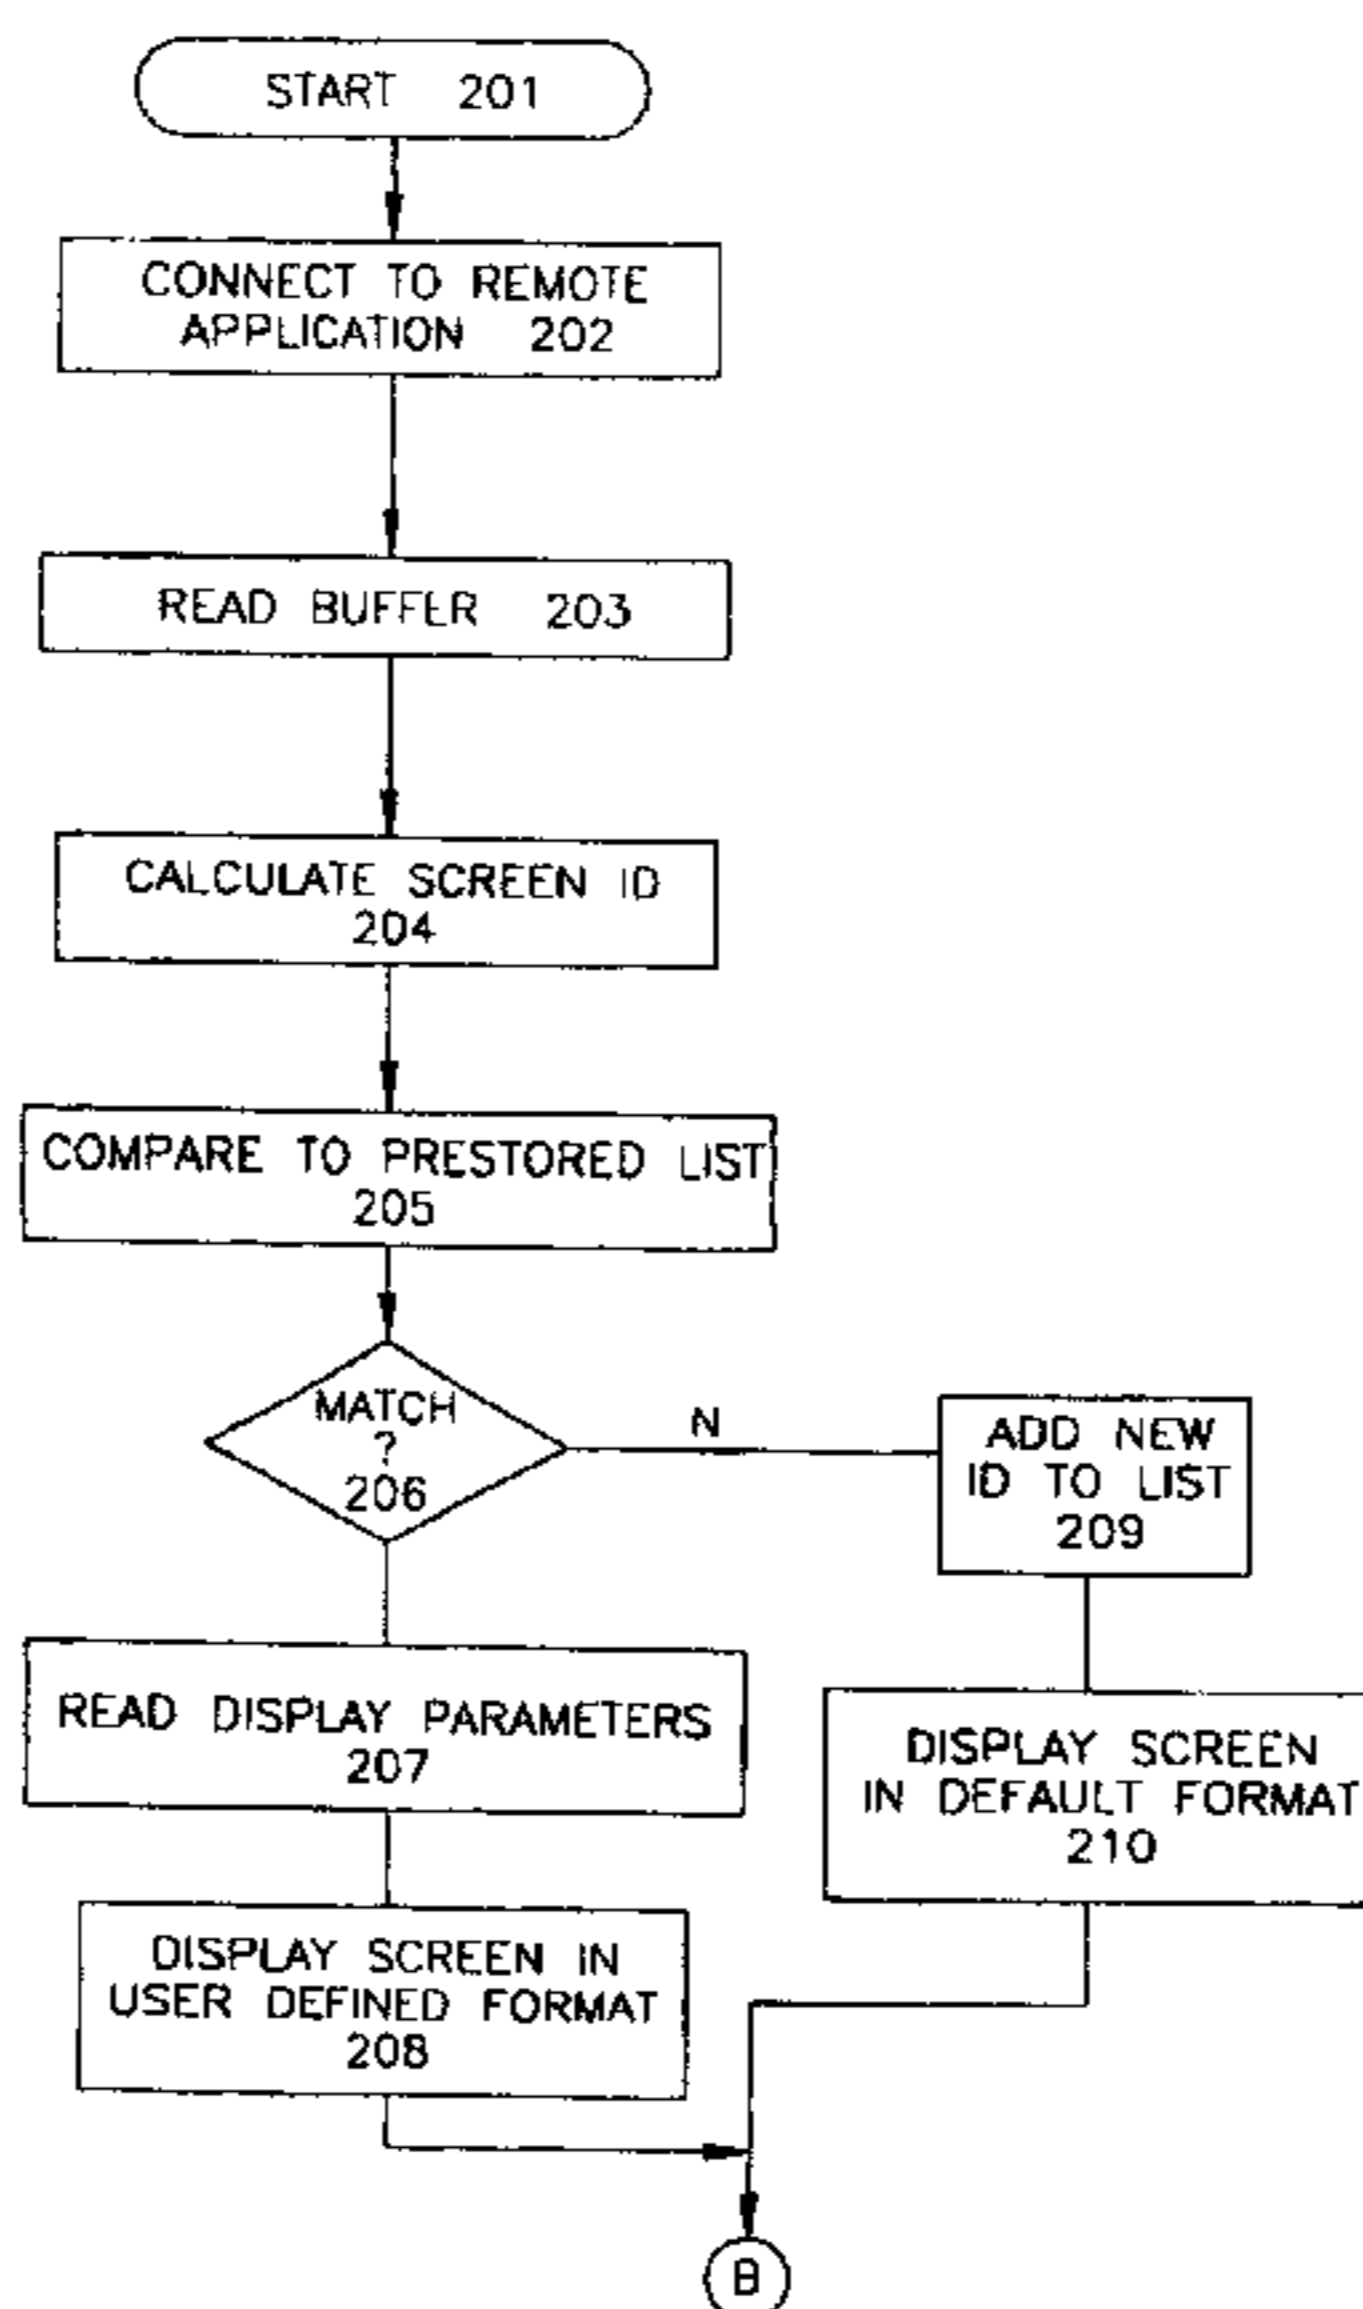 START 201
CONNECT TO REMOTE
APPLICATION 202
READ BUFFER 203
CALCULATE SCREEN ID
204
COMPARE TO PRESTORED LIST
205
MATCH
?
206
N
ADD NEW
ID TO LIST
209
READ DISPLAY PARAMETERS
207
DISPLAY SCREEN
IN DEFAULT FORMAT
210
DISPLAY SCREEN IN
USER DEFINED FORMAT
208
B